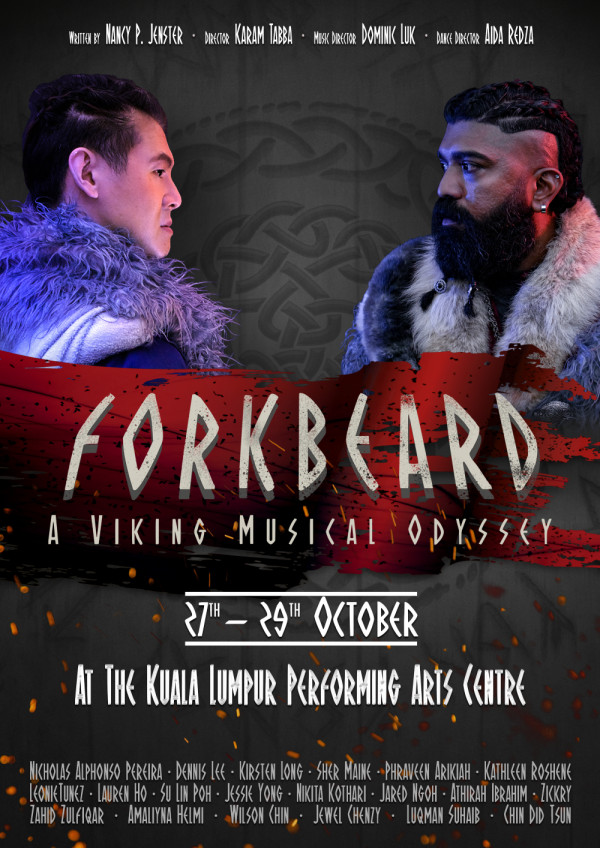 Written by Nancy P. Jenster · Director Karam Tabba · Music Director Dominic Luk · Dance Director Aida Redza
FORKBEARD
A Viking Musical Odyssey
27th – 29th October
At The Kuala Lumpur Performing Arts Centre
Nicholas Alphonso Pereira · Dennis Lee · Kirsten Long · Sher Maine · Phraveen Arikiah · Kathleen Roshene
LeonieTunez · Lauren Ho · Su Lin Poh · Jessie Yong · Nikita Kothari · Jared Ngoh · Athirah Ibrahim · Zickry
Zahid Zulfiqar · Amaliyna Helmi · Wilson Chin · Jewel Chenzy · Luqman Suhaib · Chin Did Tsun